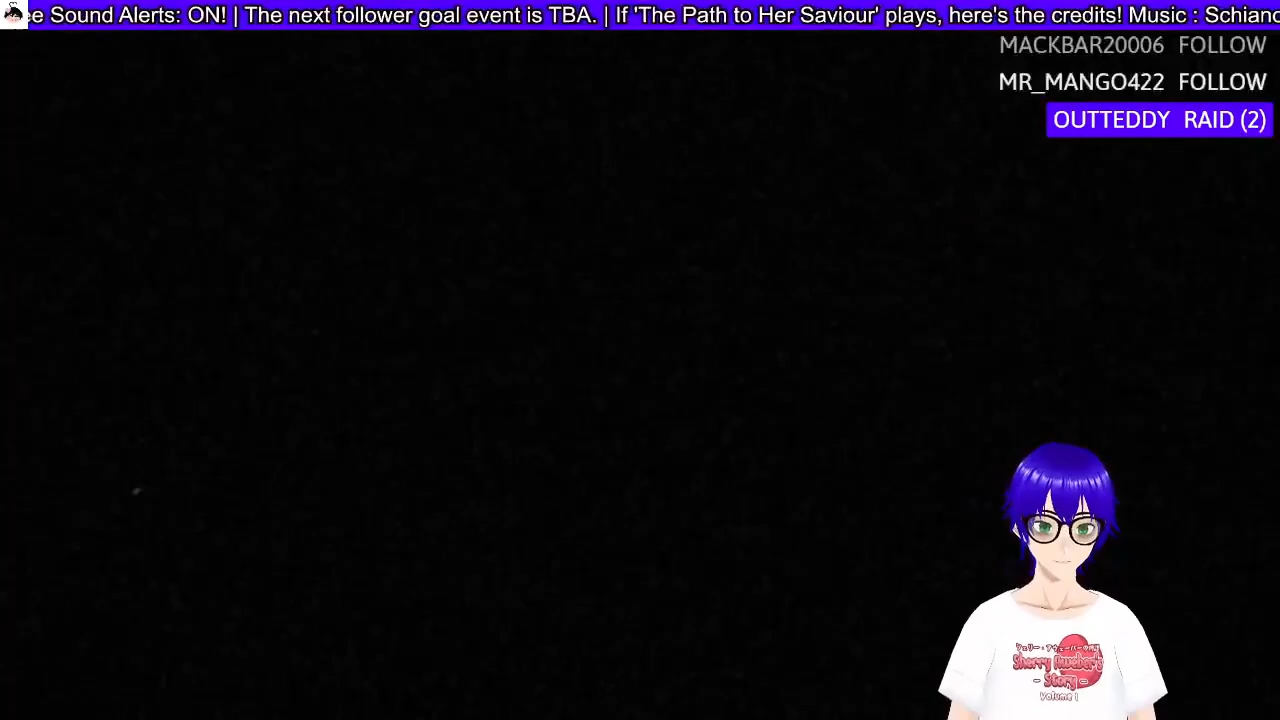 e Sound Alerts: ON! | The next follower goal event is TBA. | If 'The Path to Her Saviour' plays, here's the credits! Music : Schianc
MACKBAR20006 FOLLOW
MR_MANGO422 FOLLOW
OUTTEDDY RAID (2)
Sherry Aweber's
- Story -
Volume 1